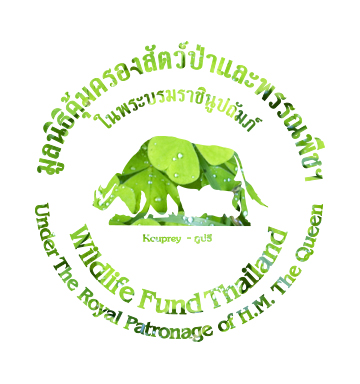 มูลนิธิคุ้มครองสัตว์ป่าและพรรณพืชฯ
ในพระบรมราชินูปถัมภ์
Kouprey - กูปรี
Wildlife Fund Thailand
Under The Royal Patronage of H.M. The Queen